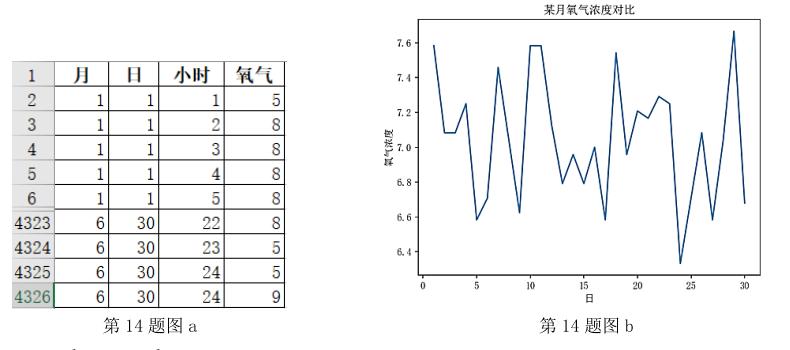 1 月 日 小时 氧气
2 1 1 1 5
3 1 1 2 8
4 1 1 3 8
5 1 1 4 8
6 1 1 5 8
4323 6 30 22 8
4324 6 30 23 5
4325 6 30 24 5
4326 6 30 24 9
第 14 题图 a
某月氧气浓度对比
氧气浓度
7.6
7.4
7.2
7.0
6.8
6.6
6.4
0 5 10 15 20 25 30
日
第 14 题图 b